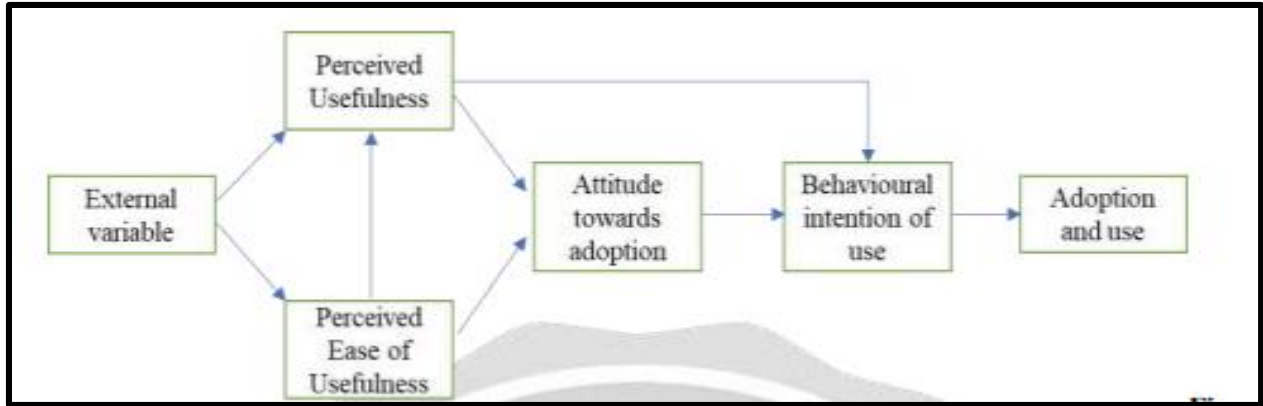 Perceived
Usefulness
External
variable
Attitude
towards
adoption
Behavioural
intention of
use
Adoption
and use
Perceived
Ease of
Usefulness